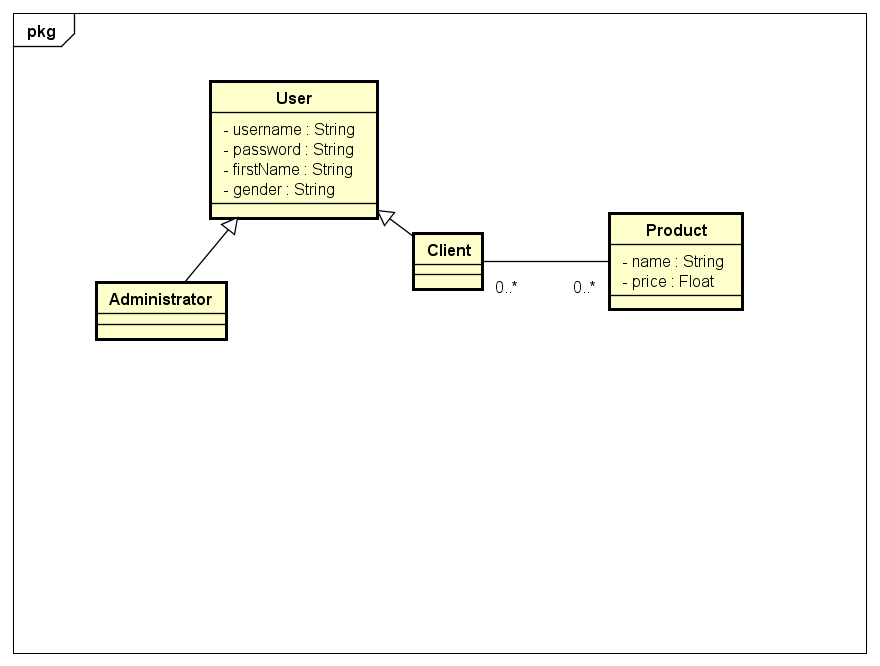 pkg
User
- username : String
- password : String
- firstName : String
- gender : String
Administrator
Client
0..*
0..*
Product
- name : String
- price : Float